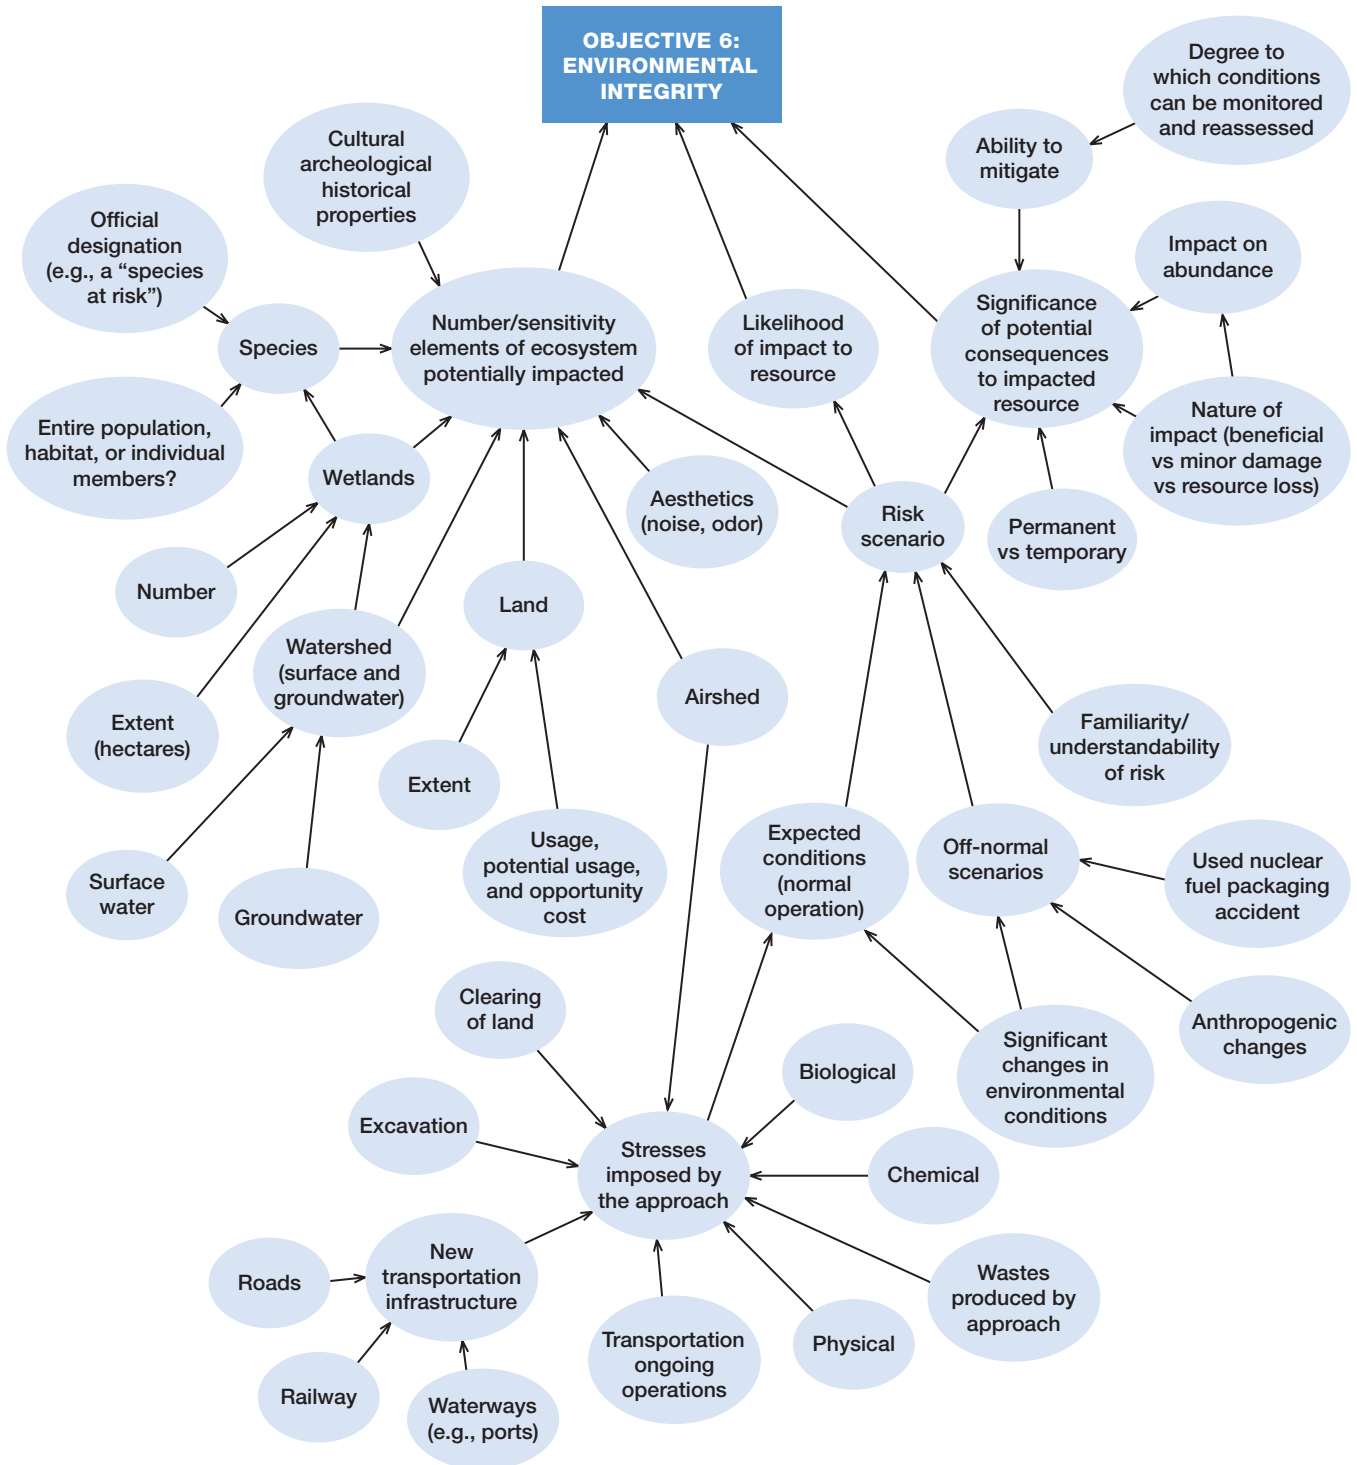 OBJECTIVE 6:
ENVIRONMENTAL
INTEGRITY
Degree to
which conditions
can be monitored
and reassessed
Cultural
archeological
historical
properties
Ability to
mitigate
Official
designation
(e.g., a “species
at risk”)
Impact on
abundance
Species
Number/sensitivity
elements of ecosystem
potentially impacted
Likelihood
of impact to
resource
Significance
of potential
consequences
to impacted
resource
Entire population,
habitat, or individual
members?
Nature of
impact (beneficial
vs minor damage
vs resource loss)
Wetlands
Aesthetics
(noise, odor)
Risk
scenario
Permanent
vs temporary
Number
Land
Watershed
(surface and
groundwater)
Airshed
Extent
(hectares)
Familiarity/
understandability
of risk
Extent
Usage,
potential usage,
and opportunity
cost
Expected
conditions
(normal
operation)
Off-normal
scenarios
Used nuclear
fuel packaging
accident
Surface
water
Groundwater
Clearing
of land
Anthropogenic
changes
Significant
changes in
environmental
conditions
Biological
Excavation
Stresses
imposed by
the approach
Chemical
New
transportation
infrastructure
Roads
Wastes
produced by
approach
Transportation
ongoing
operations
Physical
Railway
Waterways
(e.g., ports)